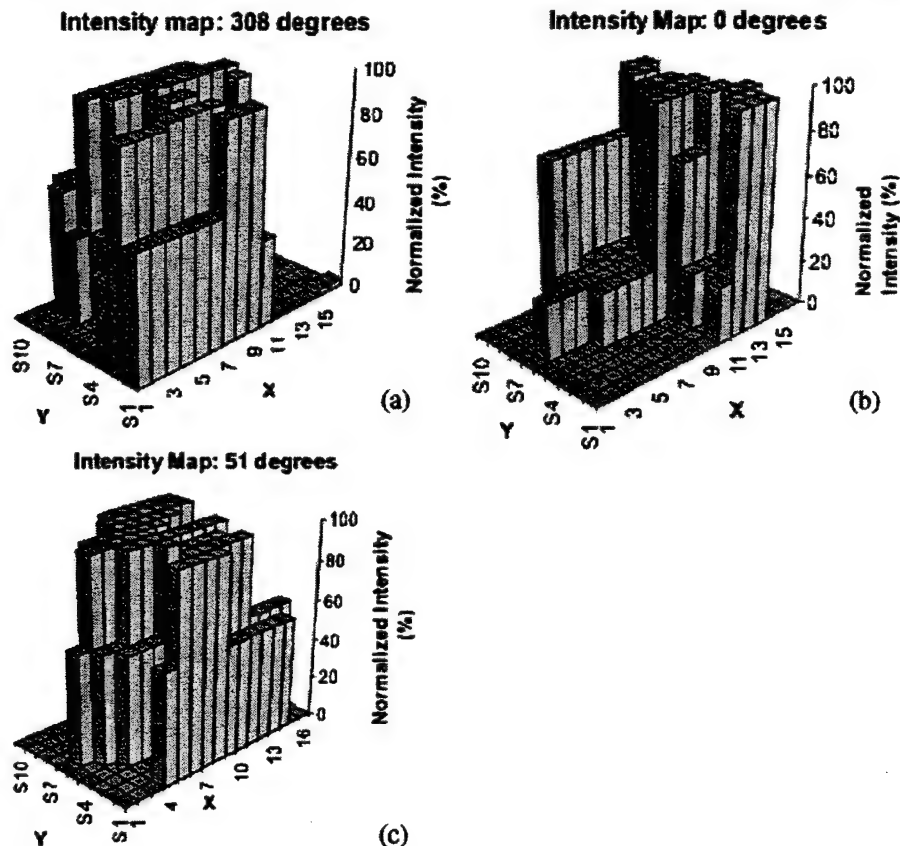 Intensity map: 308 degrees
100
80
60
40
20
0
Normalized Intensity
(%)
S10
S7
S4
S1
Y
1
3
5
7
9
11
13
15
X
(a)
Intensity Map: 0 degrees
100
80
60
40
20
0
Normalized
Intensity (%)
S10
S7
S4
S1
Y
1
3
5
7
9
11
13
15
X
(b)
Intensity Map: 51 degrees
100
80
60
40
20
0
Normalized Intensity
(%)
S10
S7
S4
S1
Y
1
4
7
10
13
16
X
(c)